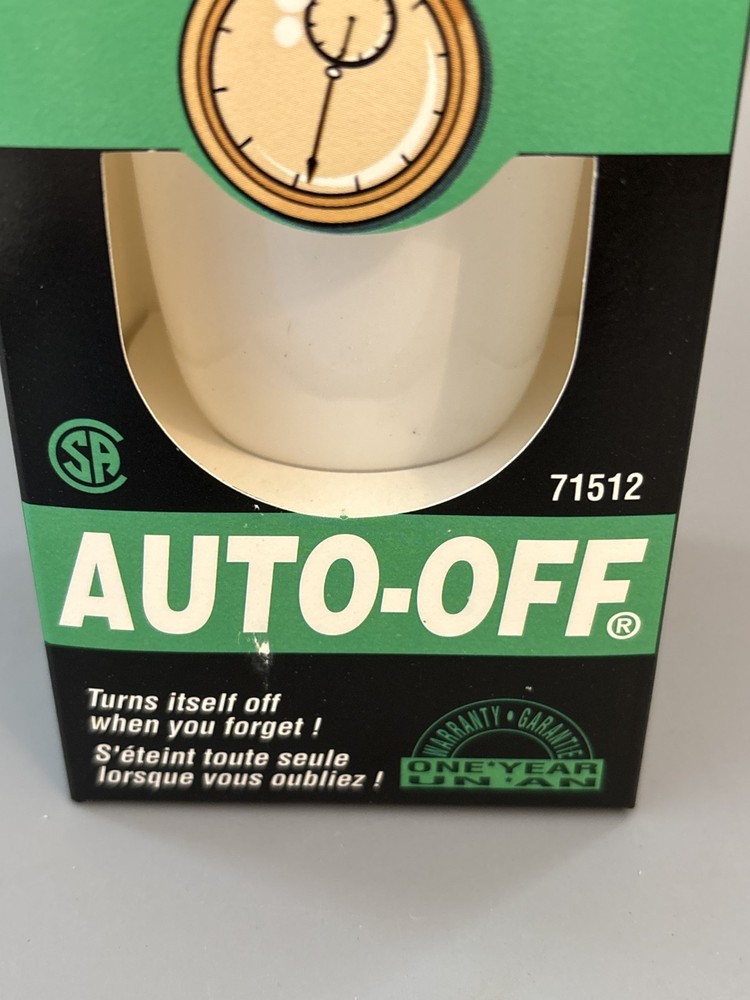 SA
71512
AUTO-OFF®
Turns itself off
when you forget !
S'éteint toute seule
lorsque vous oubliez !
WARRANTY • GARANTIE
ONE•YEAR
UN•AN